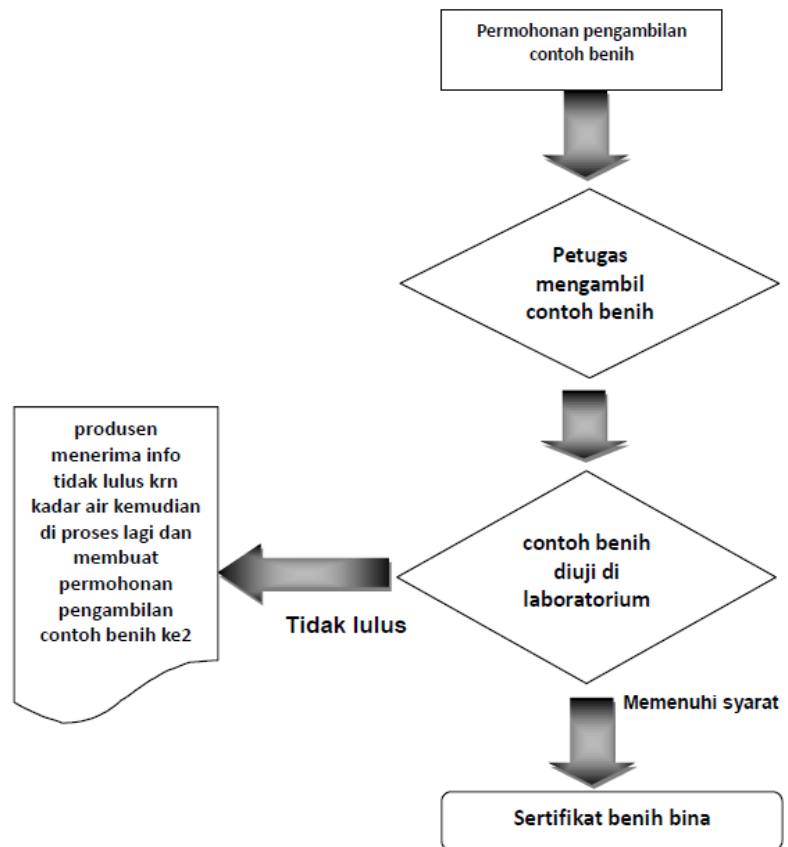 Permohonan pengambilan
contoh benih
Petugas
mengambil
contoh benih
produsen
menerima info
tidak lulus krn
kadar air kemudian
di proses lagi dan
membuat
permohonan
pengambilan
contoh benih ke2
contoh benih
diuji di
laboratorium
Tidak lulus
Memenuhi syarat
Sertifikat benih bina